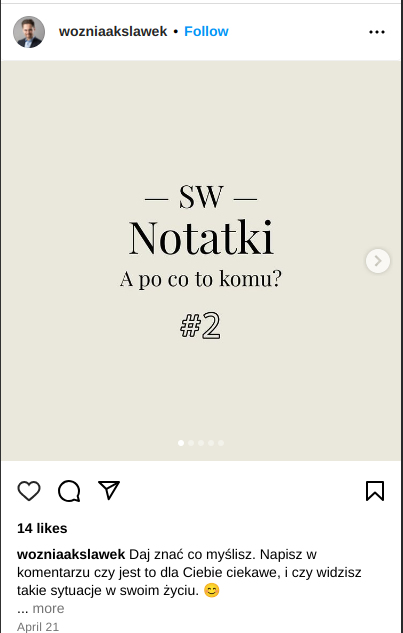 wozniaakslawek • Follow
— SW —
Notatki
A po co to komu?
#2
14 likes
wozniaakslawek Daj znać co myślisz. Napisz w
komentarzu czy jest to dla Ciebie ciekawe, i czy widzisz
takie sytuacje w swoim życiu. 😊
... more
April 21